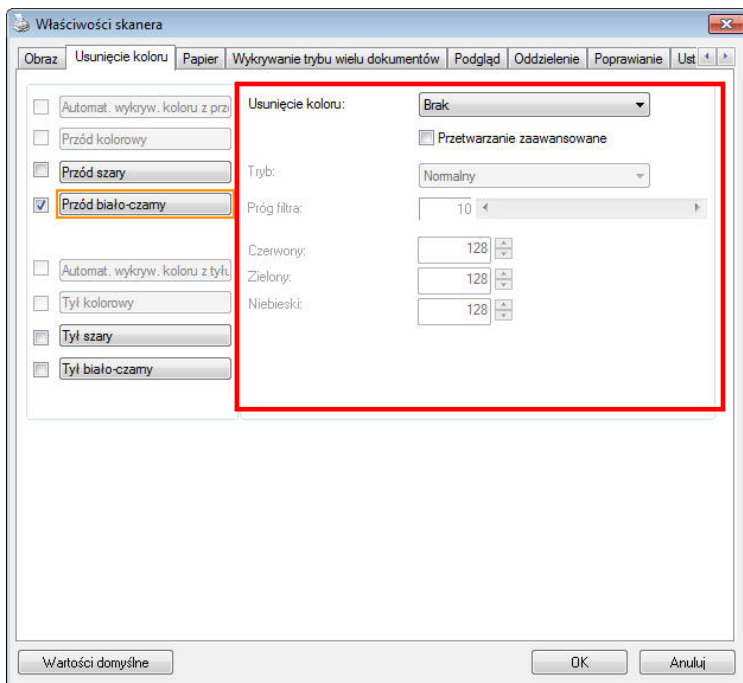 Właściwości skanera
Obraz Usunięcie koloru Papier Wykrywanie trybu wielu dokumentów Podgląd Oddzielenie Poprawianie Ust
Automat. wykryw. koloru z prz
Przód kolorowy
Przód szary
Przód biało-czarny
Automat. wykryw. koloru z tyłu
Tył kolorowy
Tył szary
Tył biało-czarny
Usunięcie koloru: Brak
Przetwarzanie zaawansowane
Tryb: Normalny
Próg filtra: 10
Czerwony: 128
Zielony: 128
Niebieski: 128
Wartości domyślne OK Anuluj